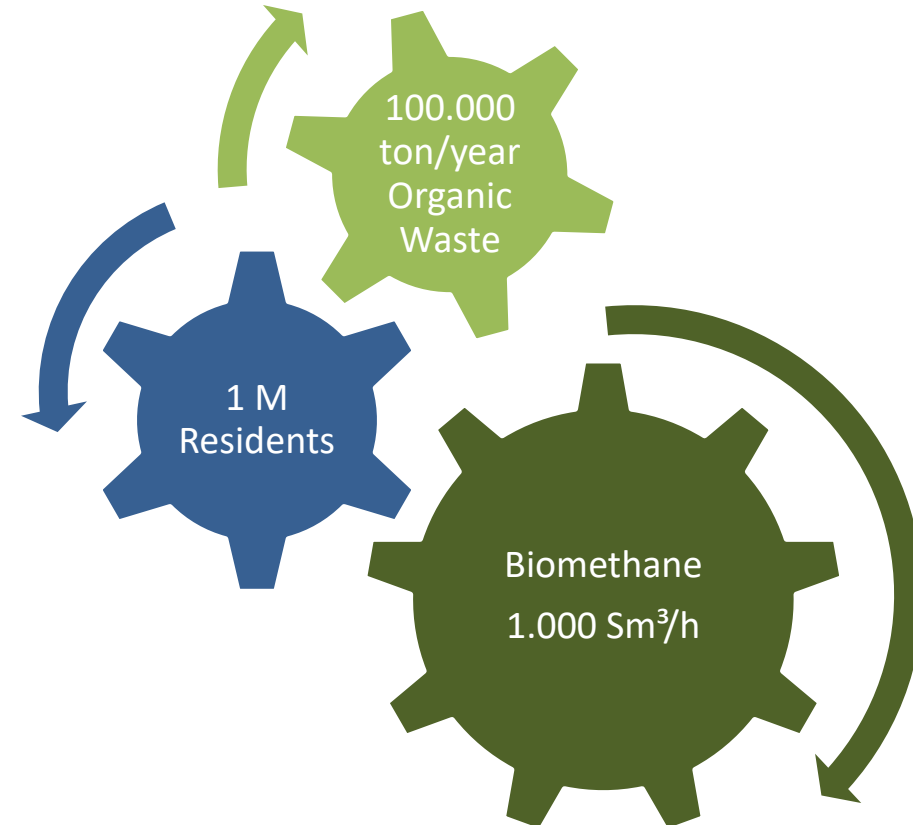 100.000
ton/year
Organic
Waste
1 M
Residents
Biomethane
1.000 Sm³/h